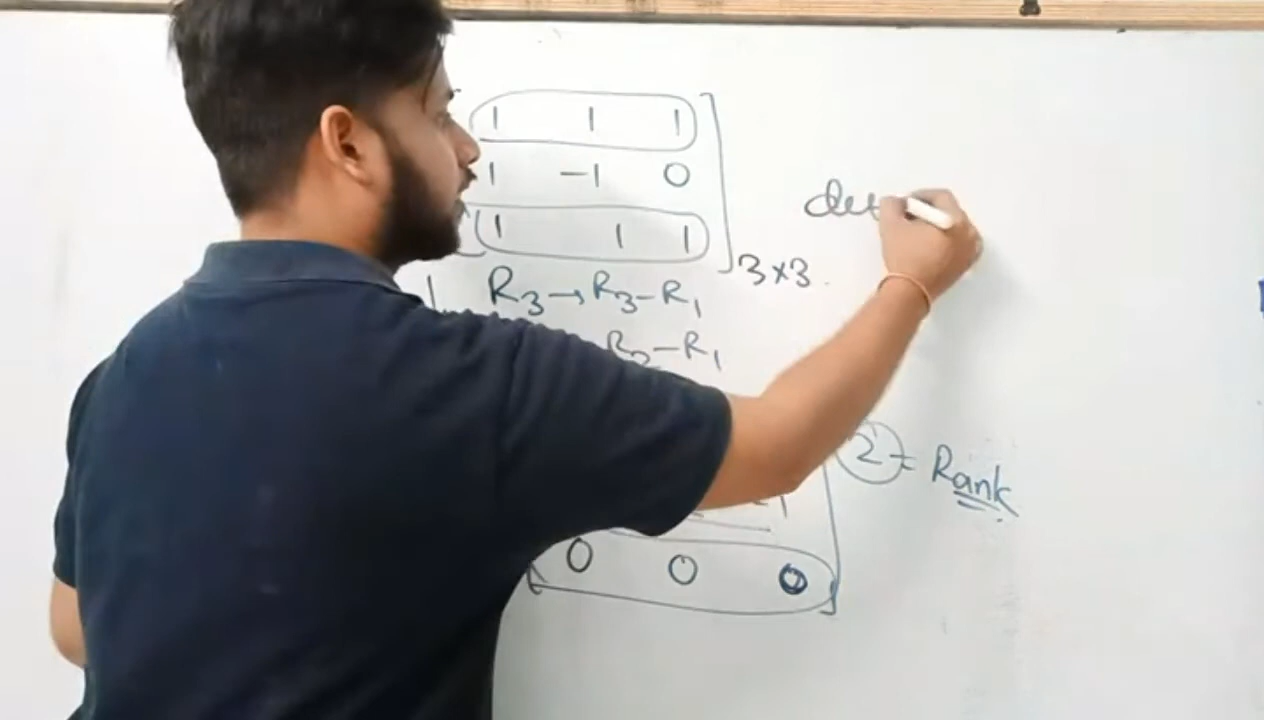 1 1 1
1 -1 0
1 1 1
3×3
det
R3→R3-R1
R2-R1
2 = Rank
0 0 0